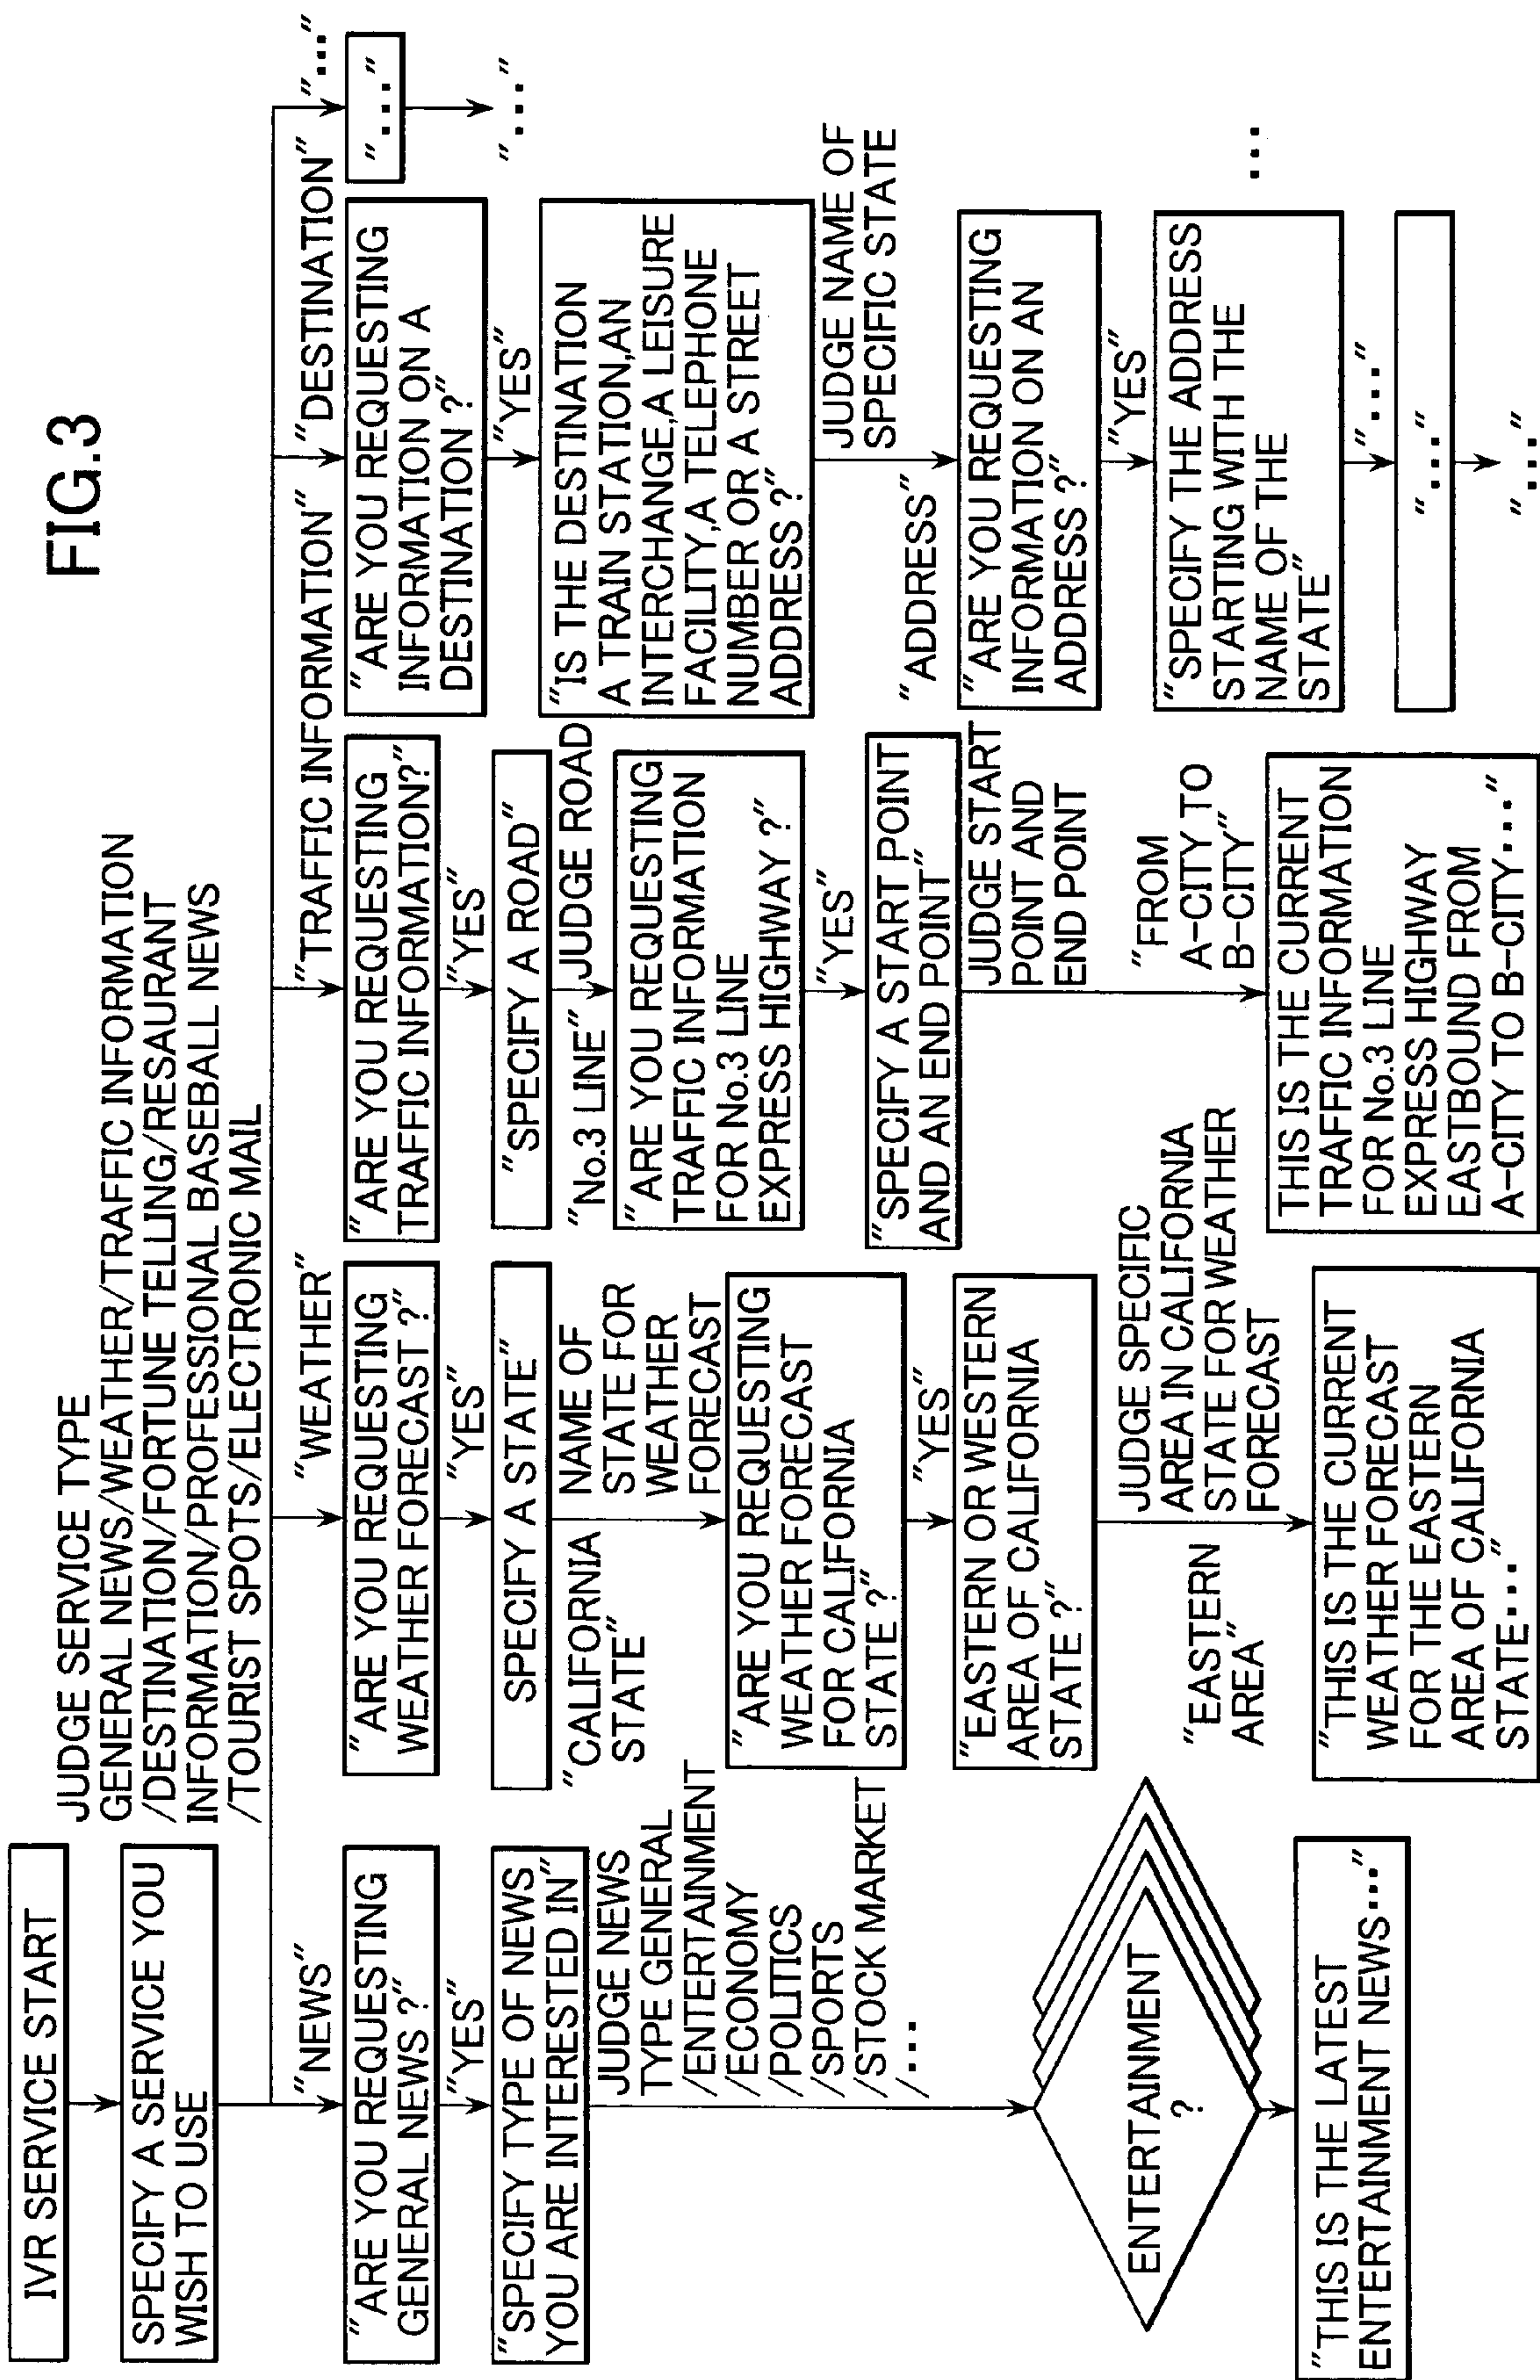 FIG.3
IVR SERVICE START
SPECIFY A SERVICE YOU
WISH TO USE
JUDGE SERVICE TYPE
GENERAL NEWS/WEATHER/TRAFFIC INFORMATION
/DESTINATION/FORTUNE TELLING/RESAURANT
INFORMATION/PROFESSIONAL BASEBALL NEWS
/TOURIST SPOTS/ELECTRONIC MAIL
"NEWS"
"ARE YOU REQUESTING
GENERAL NEWS ?"
"YES"
"SPECIFY TYPE OF NEWS
YOU ARE INTERESTED IN"
JUDGE NEWS
TYPE GENERAL
/ENTERTAINMENT
/ECONOMY
/POLITICS
/SPORTS
/STOCK MARKET
/...
ENTERTAINMENT
?
"THIS IS THE LATEST
ENTERTAINMENT NEWS..."
"WEATHER"
"ARE YOU REQUESTING
WEATHER FORECAST ?"
"YES"
SPECIFY A STATE"
"CALIFORNIA
STATE"
NAME OF
STATE FOR
WEATHER
FORECAST
"ARE YOU REQUESTING
WEATHER FORECAST
FOR CALIFORNIA
STATE ?"
"YES"
"EASTERN OR WESTERN
AREA OF CALIFORNIA
STATE ?"
"EASTERN
AREA"
JUDGE SPECIFIC
AREA IN CALIFORNIA
STATE FOR WEATHER
FORECAST
"THIS IS THE CURRENT
WEATHER FORECAST
FOR THE EASTERN
AREA OF CALIFORNIA
STATE..."
"TRAFFIC INFORMATION"
"ARE YOU REQUESTING
TRAFFIC INFORMATION?"
"YES"
"SPECIFY A ROAD"
"No.3 LINE"
JUDGE ROAD
"ARE YOU REQUESTING
TRAFFIC INFORMATION
FOR No.3 LINE
EXPRESS HIGHWAY ?"
"YES"
"SPECIFY A START POINT
AND AN END POINT"
JUDGE START
POINT AND
END POINT
"FROM
A-CITY TO
B-CITY"
THIS IS THE CURRENT
TRAFFIC INFORMATION
FOR No.3 LINE
EXPRESS HIGHWAY
EASTBOUND FROM
A-CITY TO B-CITY..."
"DESTINATION"
"ARE YOU REQUESTING
INFORMATION ON A
DESTINATION ?"
"YES"
"IS THE DESTINATION
A TRAIN STATION,AN
INTERCHANGE,A LEISURE
FACILITY,A TELEPHONE
NUMBER OR A STREET
ADDRESS ?"
"ADDRESS"
JUDGE NAME OF
SPECIFIC STATE
"ARE YOU REQUESTING
INFORMATION ON AN
ADDRESS ?"
"YES"
"SPECIFY THE ADDRESS
STARTING WITH THE
NAME OF THE
STATE"
"..."
"..."
"..."
"..."
"..."
"..."
...